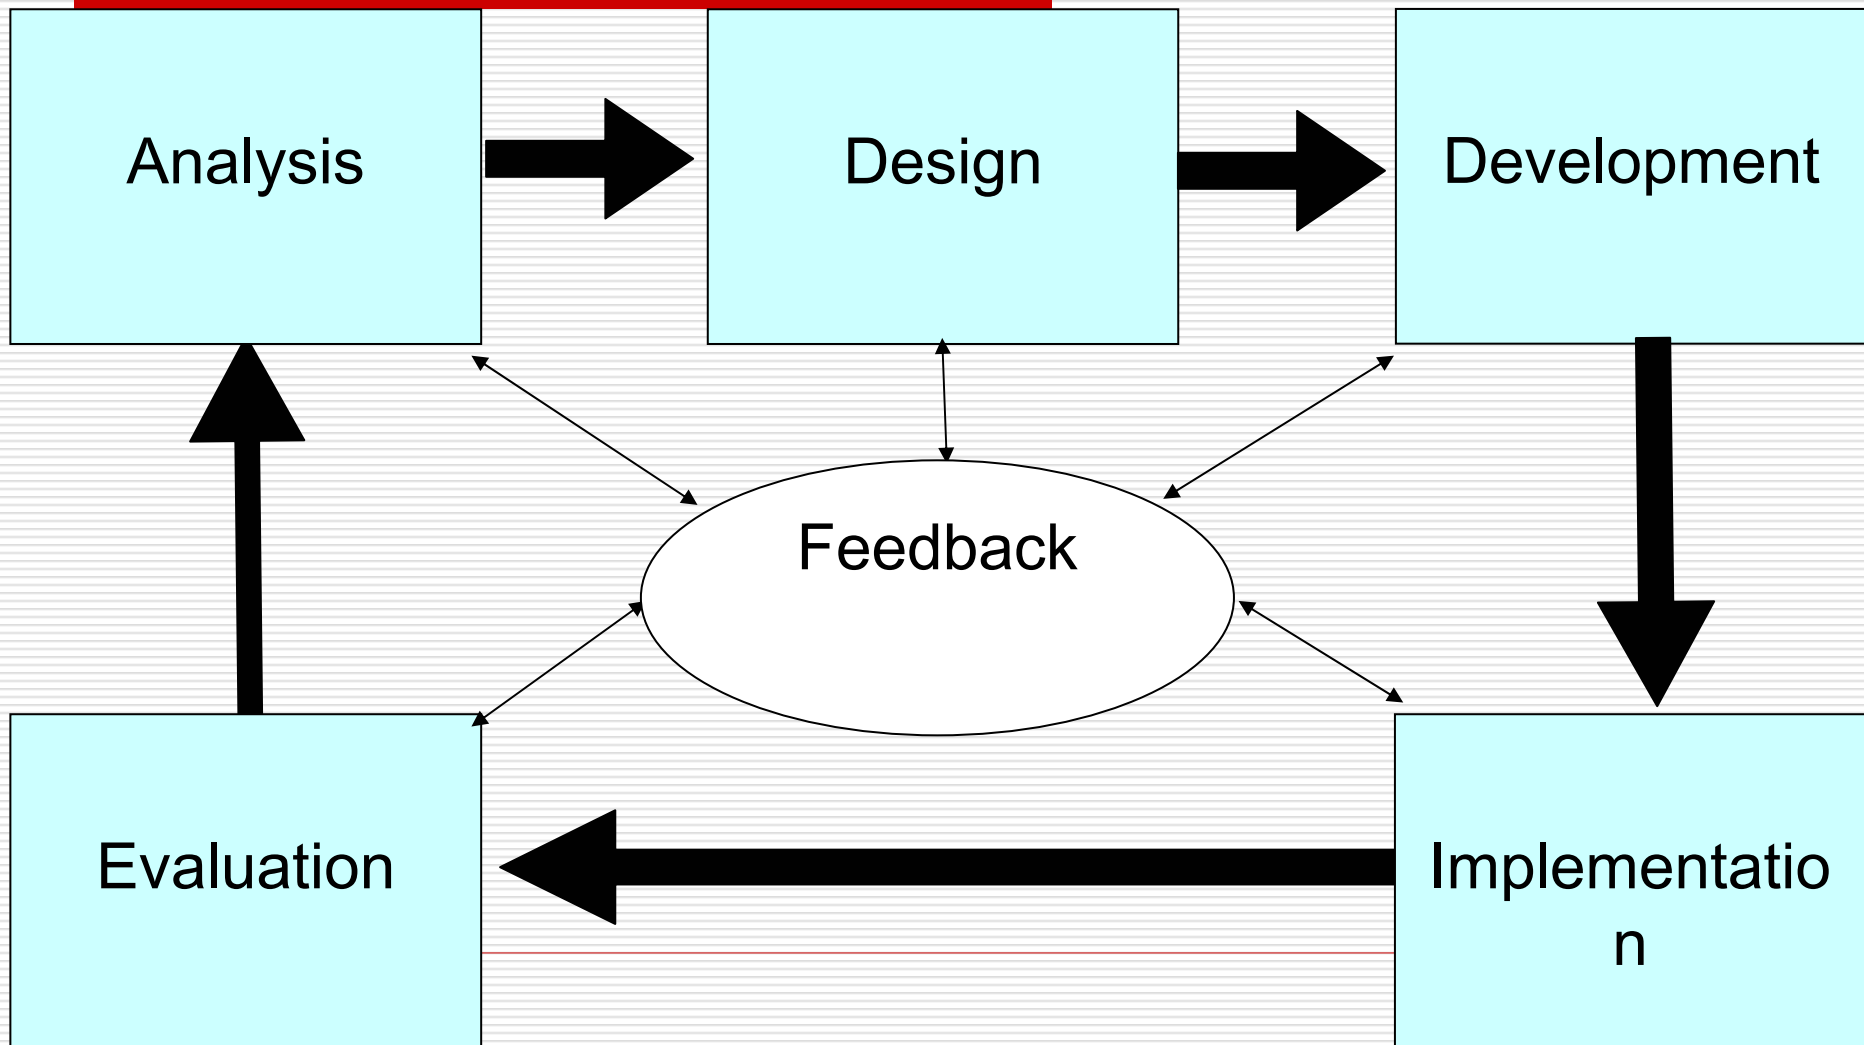 Analysis
Design
Development
Feedback
Evaluation
Implementatio
n